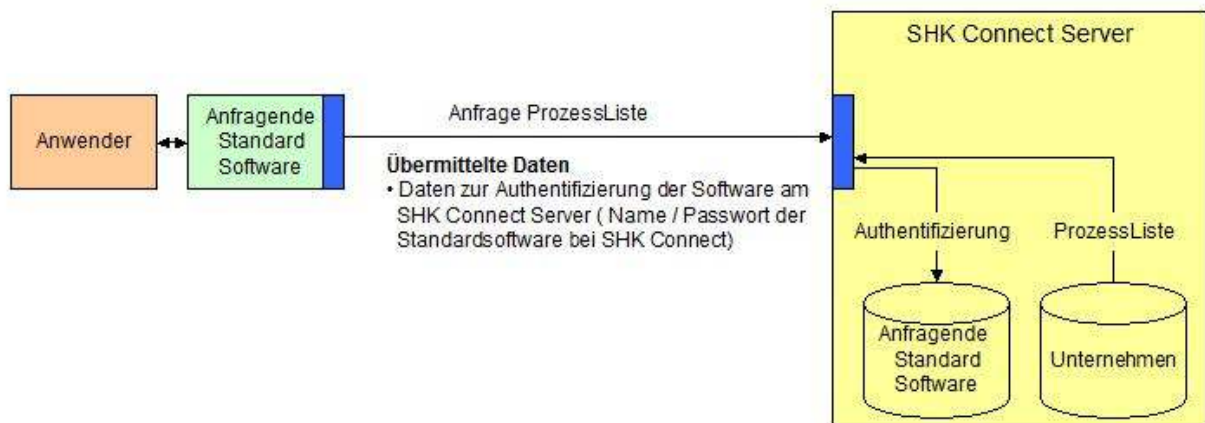 SHK Connect Server
Anwender
Anfragende
Standard
Software
Anfrage ProzessListe
Übermittelte Daten
• Daten zur Authentifizierung der Software am
SHK Connect Server ( Name / Passwort der
Standardsoftware bei SHK Connect)
Authentifizierung
ProzessListe
Anfragende
Standard
Software
Unternehmen